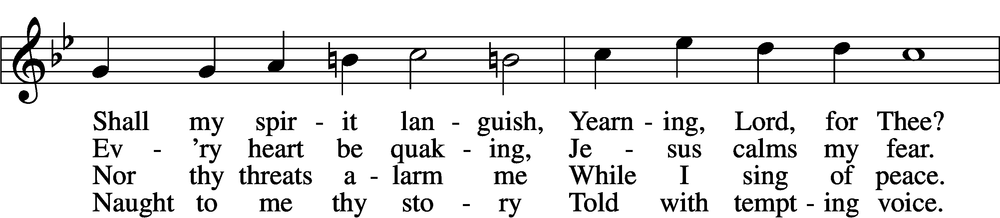 Shall my spir - it lan - guish, Yearn - ing, Lord, for Thee?
Ev - ’ry heart be quak - ing, Je - sus calms my fear.
Nor thy threats a - larm me While I sing of peace.
Naught to me thy sto - ry Told with tempt - ing voice.